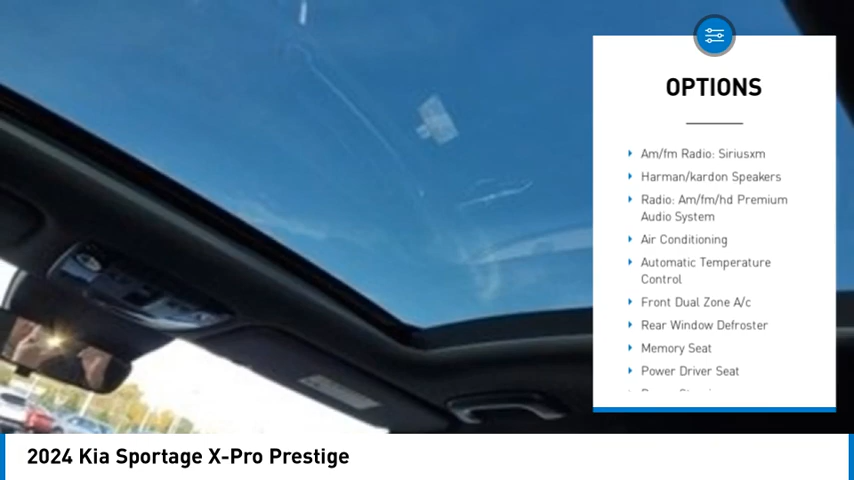 OPTIONS
Am/fm Radio: Siriusxm
Harman/kardon Speakers
Radio: Am/fm/hd Premium
Audio System
Air Conditioning
Automatic Temperature
Control
Front Dual Zone A/c
Rear Window Defroster
Memory Seat
Power Driver Seat
2024 Kia Sportage X-Pro Prestige